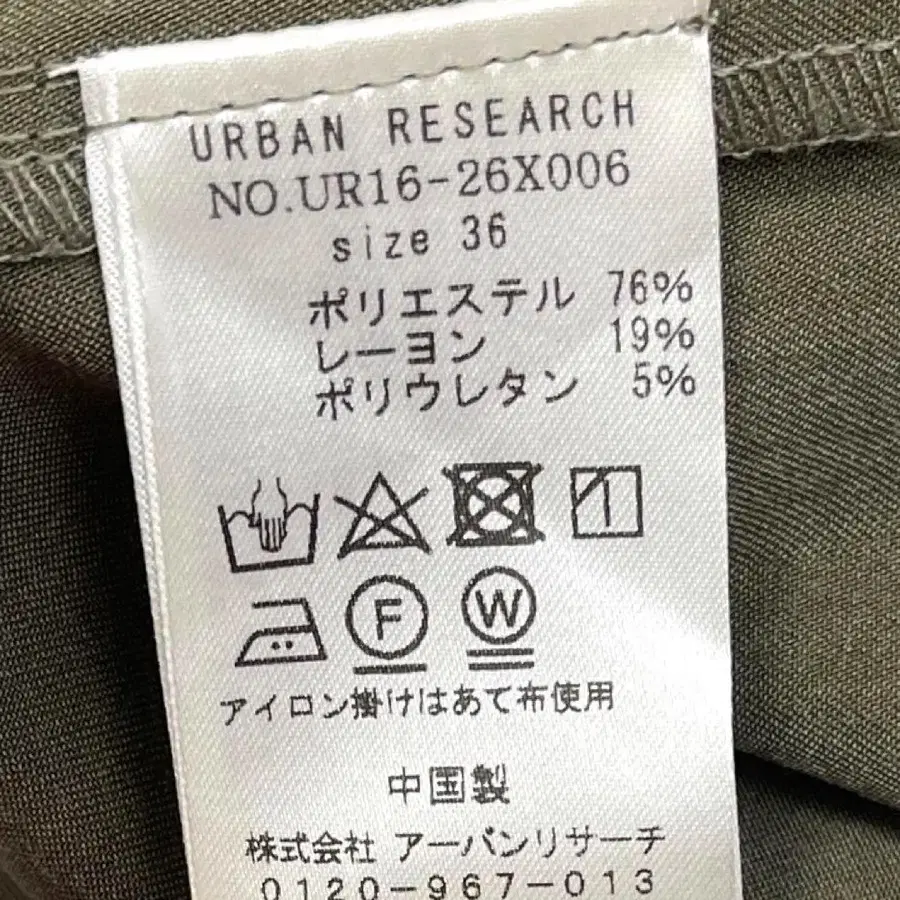 URBAN RESEARCH
NO.UR16-26X006
size 36
ポリエステル 76%
レーヨン 19%
ポリウレタン 5%
F W
アイロン掛けはあて布使用
中国製
株式会社 アーバンリサーチ
0120-967-013